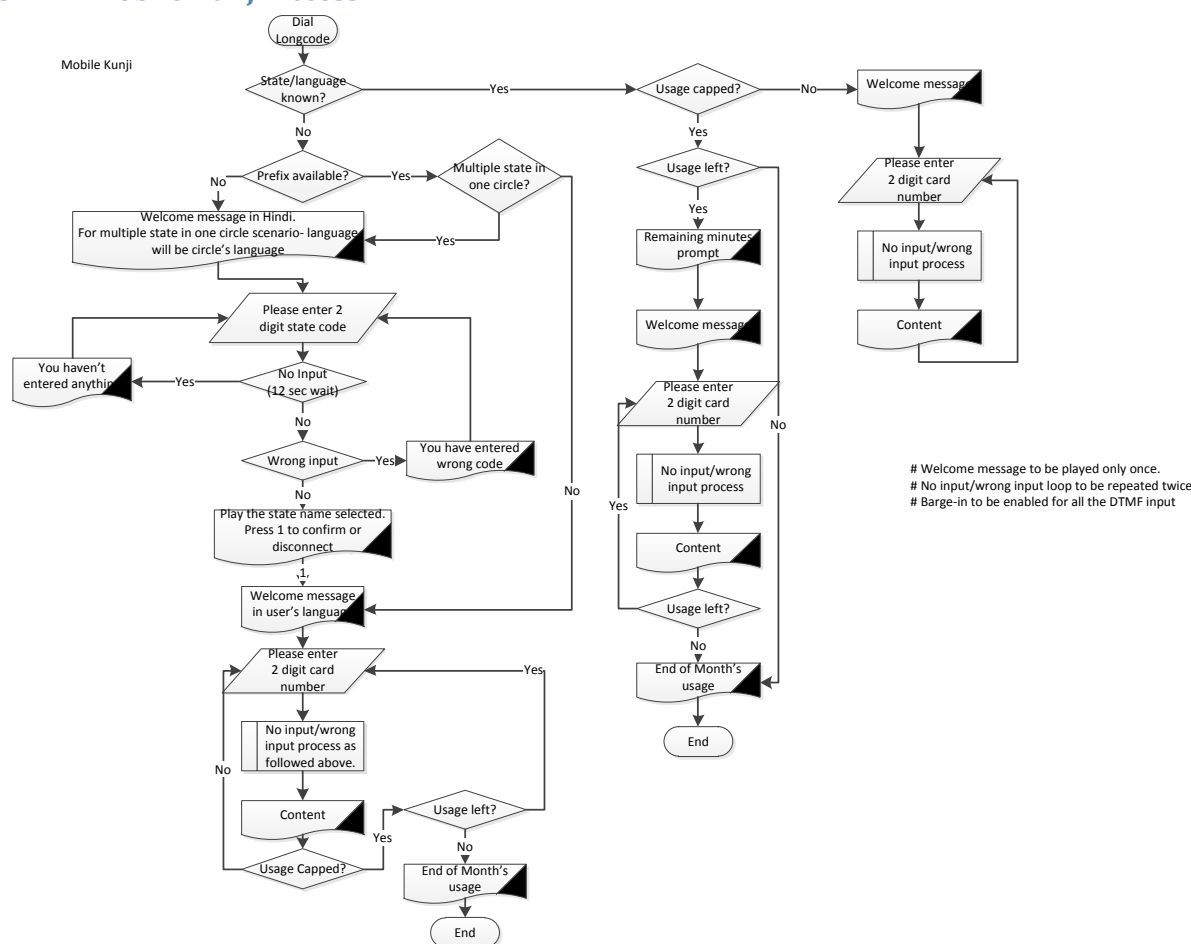 Dial
Longcode
Mobile Kunji
State/language
known?
Yes
Usage capped?
No
Welcome message
No
Yes
Prefix available?
Yes
Multiple state in
one circle?
No
Usage left?
Please enter
2 digit card
number
Welcome message in Hindi.
For multiple state in one circle scenario- language
will be circle's language
Yes
Yes
Remaining minutes
prompt
No input/wrong
input process
Please enter 2
digit state code
Welcome message
Content
You haven't
entered anything
Yes
No Input
(12 sec wait)
Please enter
2 digit card
number
No
No
Wrong input
Yes
You have entered
wrong code
No input/wrong
input process
# Welcome message to be played only once.
# No input/wrong input loop to be repeated twice
# Barge-in to be enabled for all the DTMF input
No
No
Yes
Play the state name selected.
Press 1 to confirm or
disconnect
Content
1,
Welcome message
in user's language
Usage left?
No
Please enter
2 digit card
number
Yes
End of Month's
usage
No input/wrong
input process as
followed above.
No
End
Content
Yes
Usage left?
No
Usage Capped?
End of Month's
usage
End